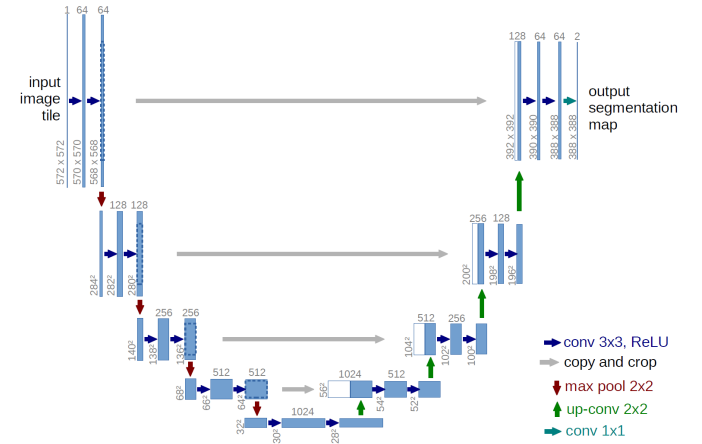 1 64 64
128 64 64 2
input
image
tile
output
segmentation
map
572 x 572
570 x 570
568 x 568
392 x 392
390 x 390
388 x 388
388 x 388
128 128
256 128
284²
282²
280²
200²
198²
196²
256 256
512 256
140²
138²
136²
104²
102²
100²
conv 3x3, ReLU
copy and crop
512 512
1024 512
max pool 2x2
68²
66²
64²
56²
54²
52²
up-conv 2x2
1024
32²
30²
28²
conv 1x1